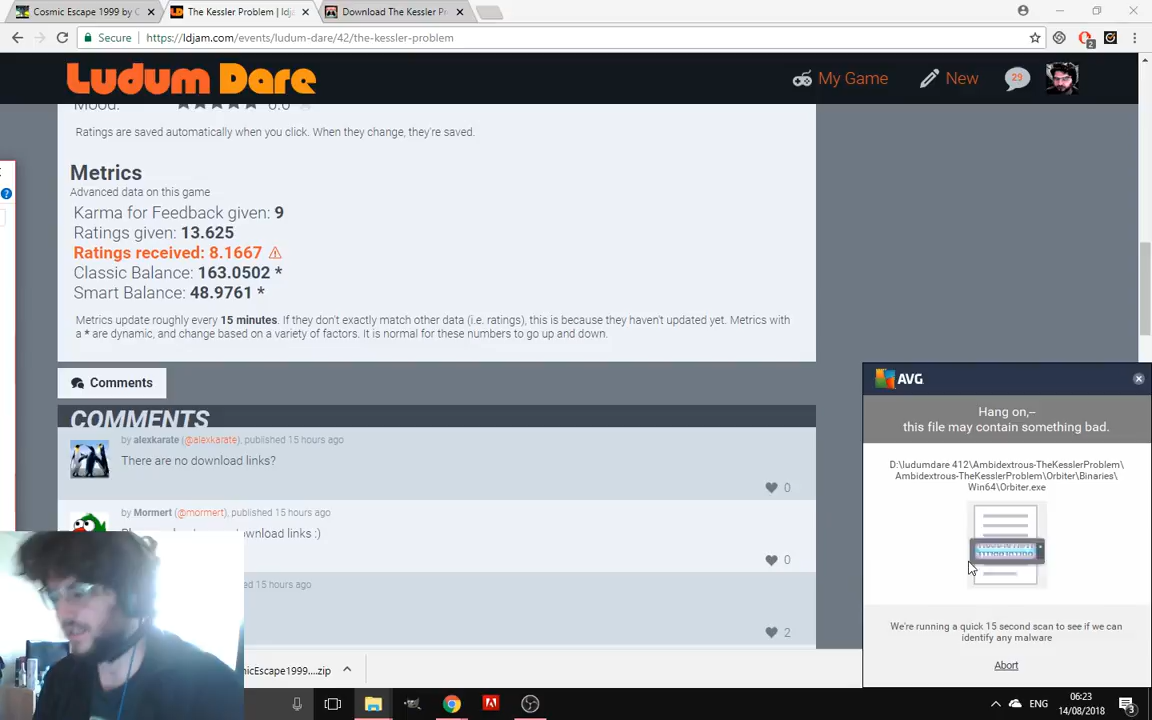 Cosmic Escape 1999 by C
The Kessler Problem | ldj
Download The Kessler Pr
Secure
https://ldjam.com/events/ludum-dare/42/the-kessler-problem
2
LUDUM DARE
My Game
New
29
Mood:
0.0
Ratings are saved automatically when you click. When they change, they're saved.
Metrics
Advanced data on this game
Karma for Feedback given: 9
Ratings given: 13.625
Ratings received: 8.1667
Classic Balance: 163.0502 *
Smart Balance: 48.9761 *
Metrics update roughly every 15 minutes. If they don't exactly match other data (i.e. ratings), this is because they haven't updated yet. Metrics with
a * are dynamic, and change based on a variety of factors. It is normal for these numbers to go up and down.
Comments
COMMENTS
by alexkarate (@alexkarate), published 15 hours ago
There are no download links?
0
by Mormert (@mormert), published 15 hours ago
wnload links :)
0
d 15 hours ago
2
AVG
Hang on,--
this file may contain something bad.
D:\ludumdare 412\Ambidextrous-TheKesslerProblem\
Ambidextrous-TheKesslerProblem\Orbiter\Binaries\
Win64\Orbiter.exe
We're running a quick 15 second scan to see if we can
identify any malware
Abort
micEscape1999....zip
ENG
06:23
14/08/2018
3